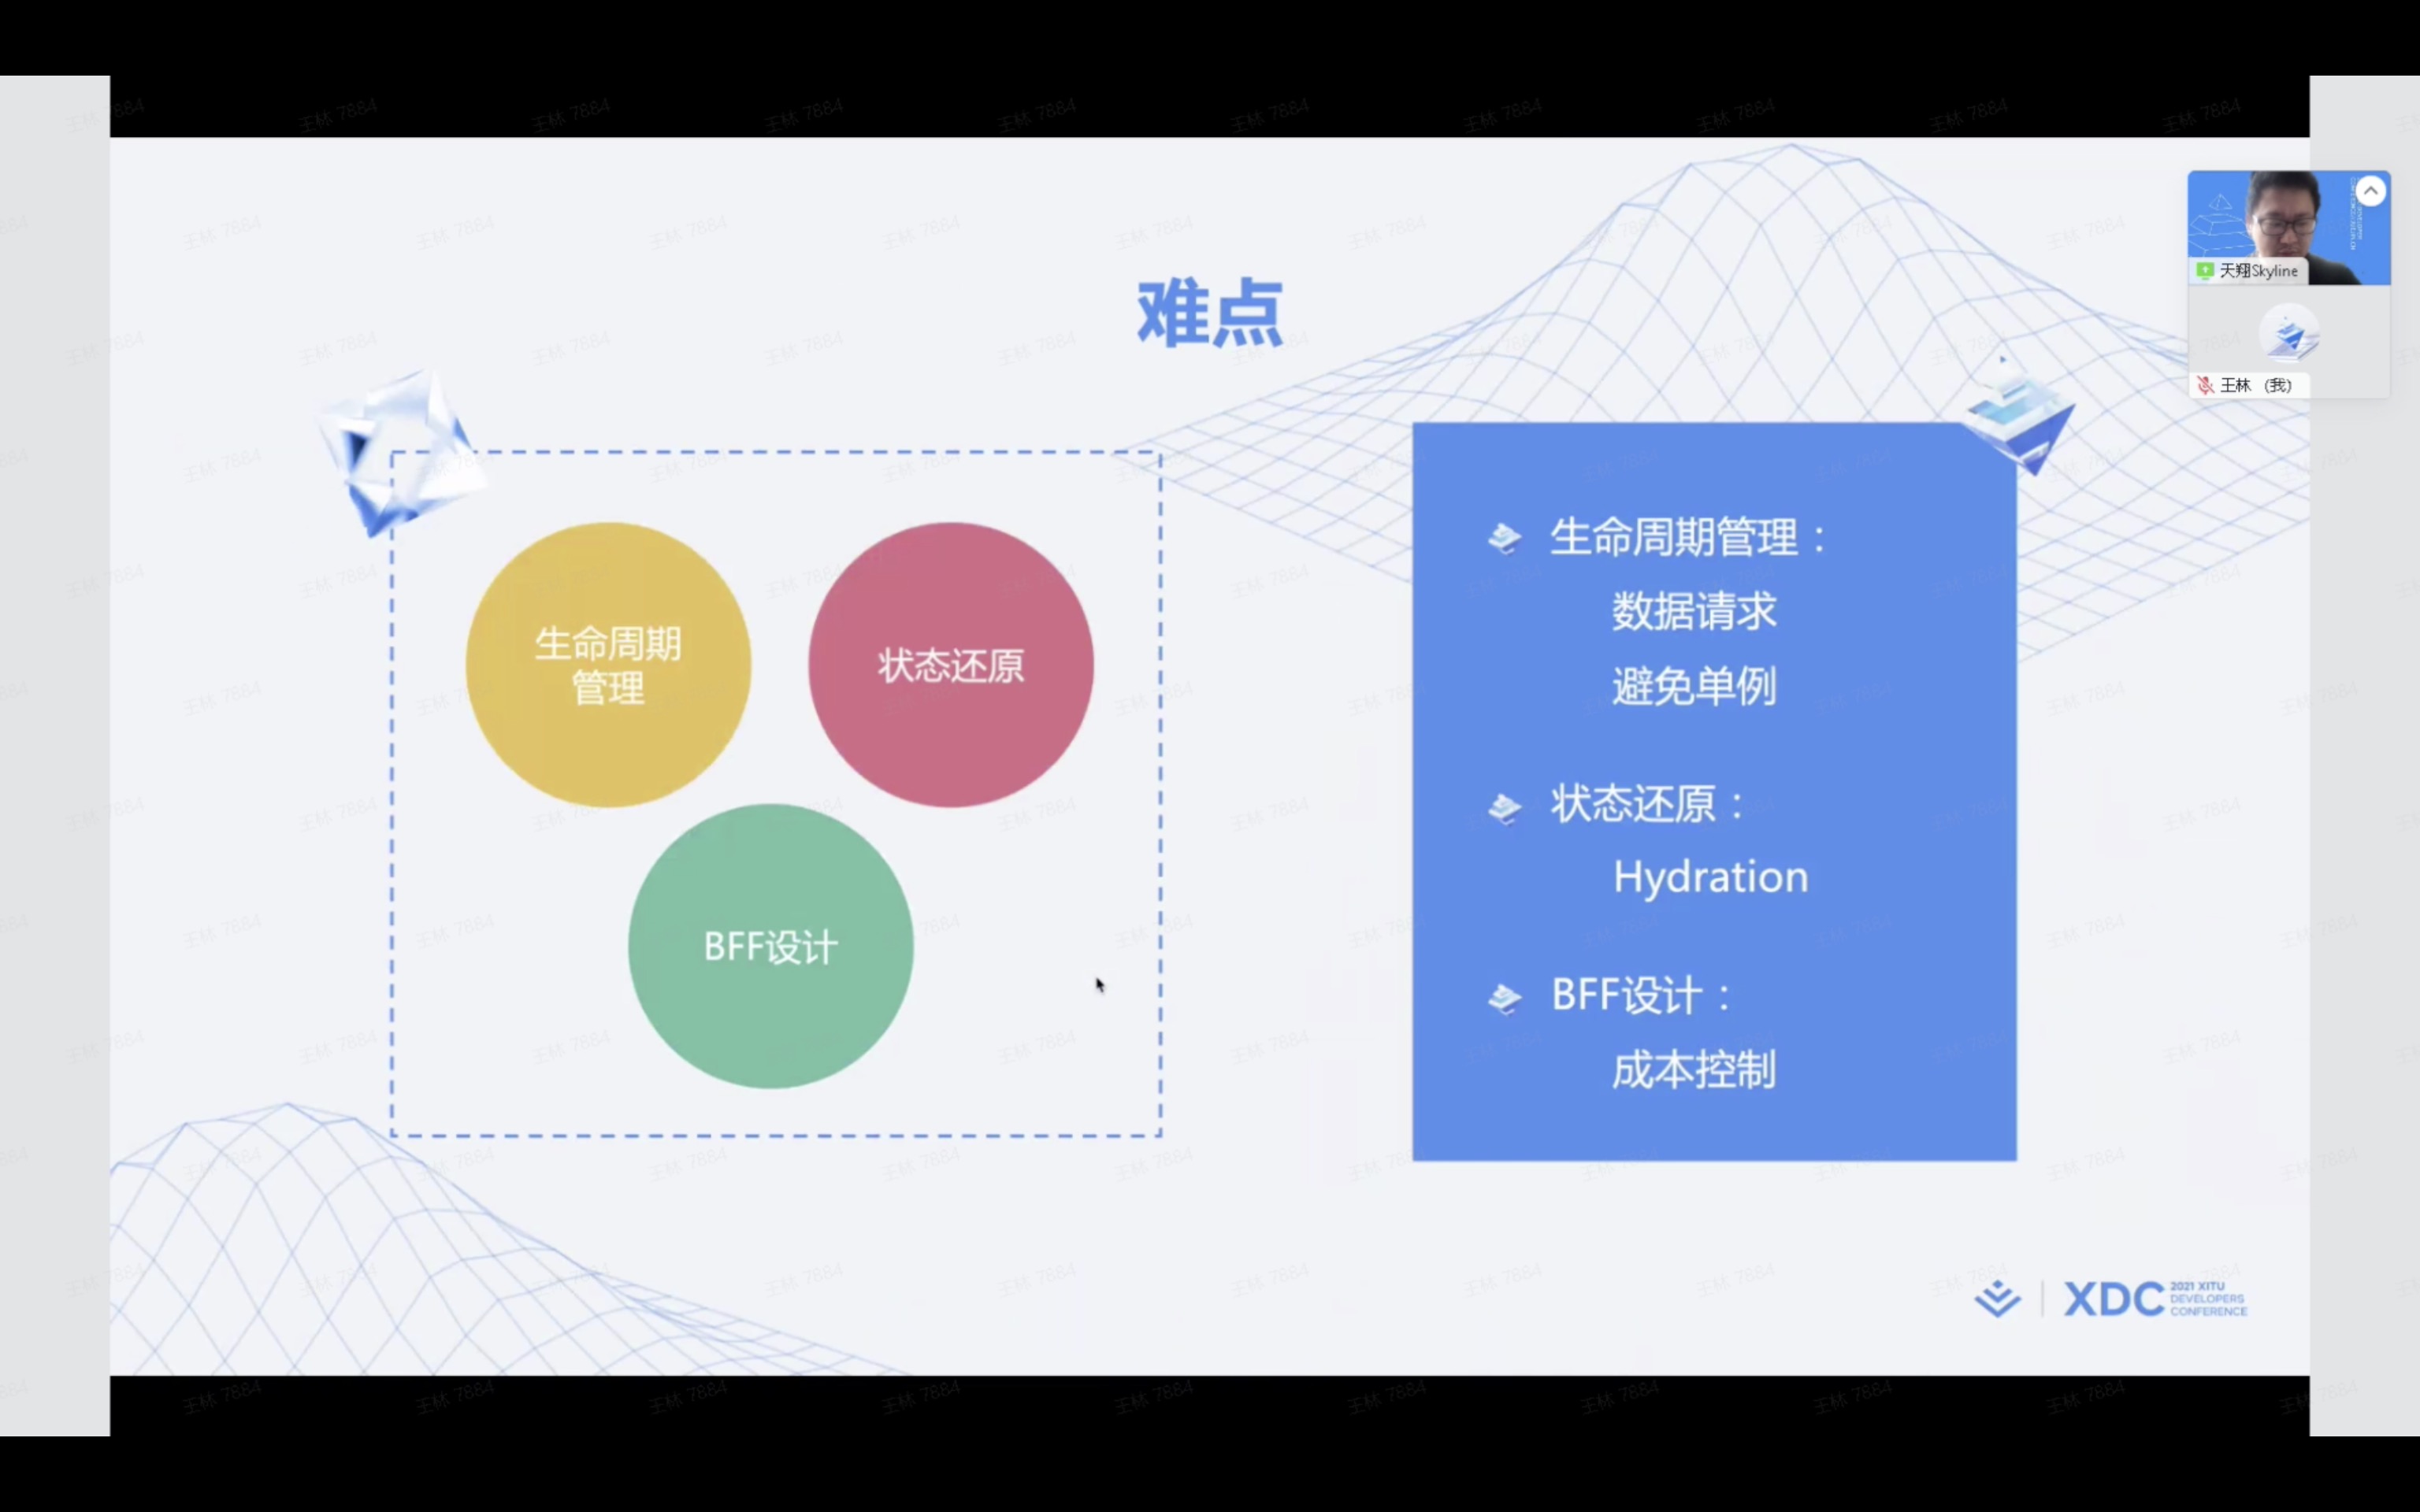 难点
生命周期
管理
状态还原
BFF设计
生命周期管理：
数据请求
避免单例
状态还原：
Hydration
BFF设计：
成本控制
天翔Skyline
王林 （我）
XDC
2021 XITU
DEVELOPERS
CONFERENCE
王林 7884